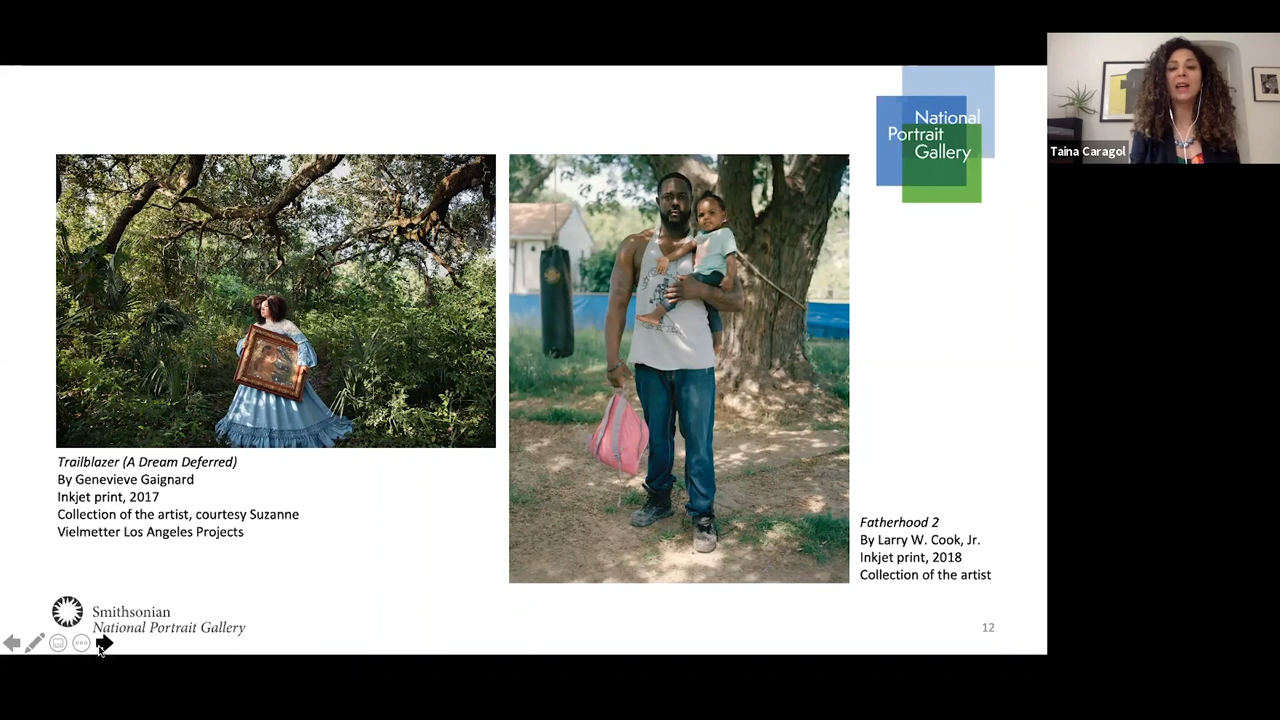 National
Portrait
Gallery
Taína Caragol
Trailblazer (A Dream Deferred)
By Genevieve Gaignard
Inkjet print, 2017
Collection of the artist, courtesy Suzanne
Vielmetter Los Angeles Projects
Fatherhood 2
By Larry W. Cook, Jr.
Inkjet print, 2018
Collection of the artist
Smithsonian
National Portrait Gallery
12